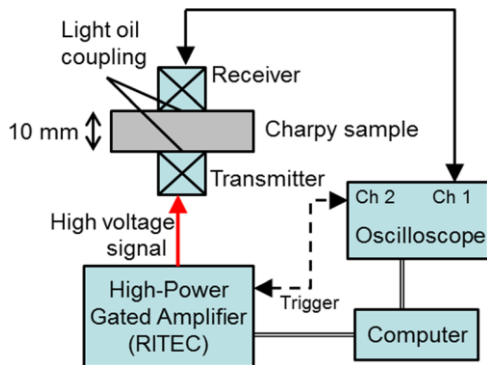 Light oil
coupling
Receiver
10 mm
Charpy sample
Transmitter
High voltage
signal
Ch 2 Ch 1
Oscilloscope
High-Power
Gated Amplifier
(RITEC)
Trigger
Computer